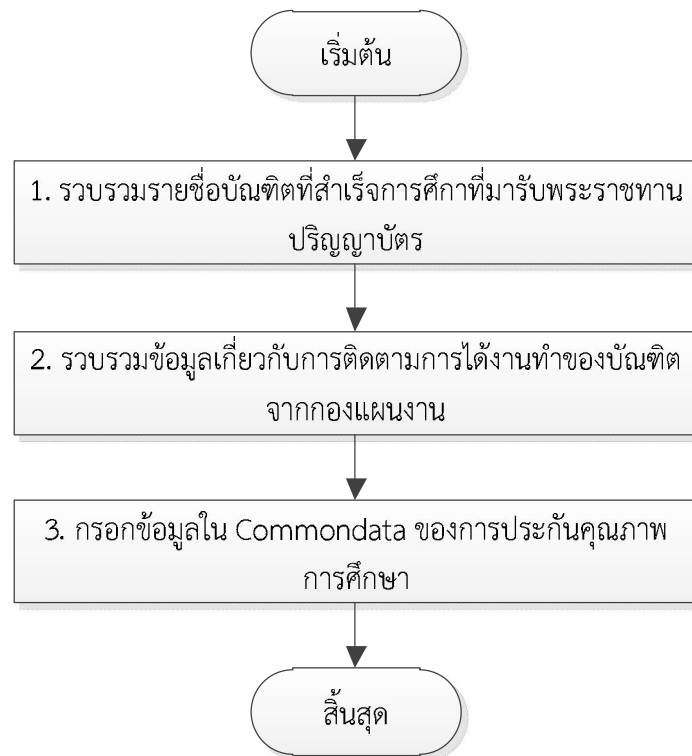 เริ่มต้น
1. รวบรวมรายชื่อบัณฑิตที่สำเร็จการศึกาที่มารับพระราชทาน
ปริญญาบัตร
2. รวบรวมข้อมูลเกี่ยวกับการติดตามการได้งานทำของบัณฑิต
จากกองแผนงาน
3. กรอกข้อมูลใน Commondata ของการประกันคุณภาพ
การศึกษา
สิ้นสุด